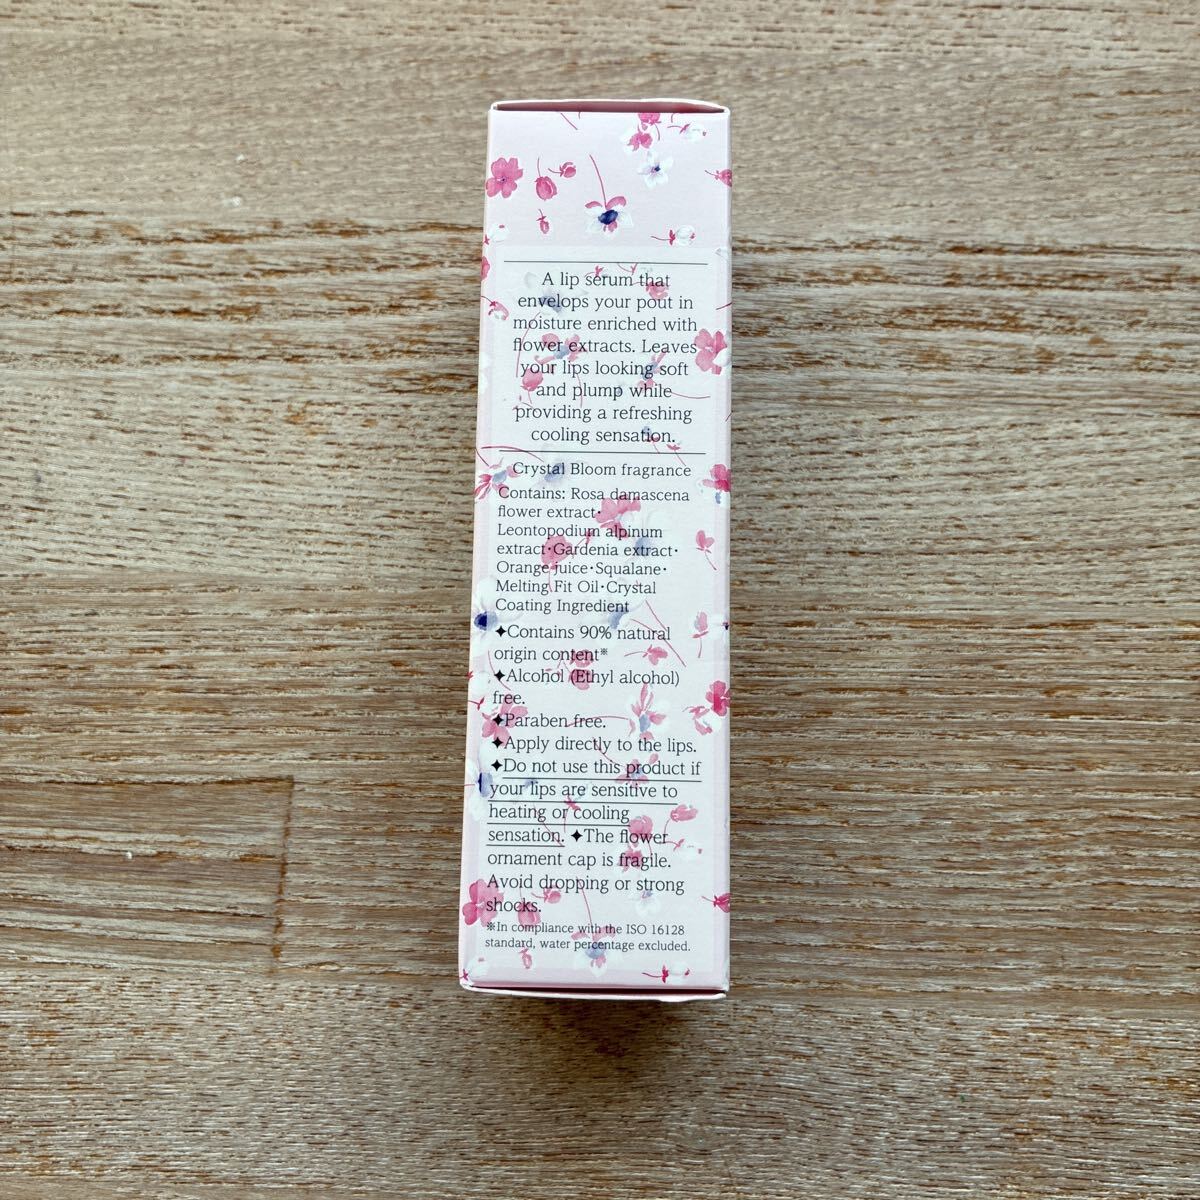 A lip serum that
envelops your pout in
moisture enriched with
flower extracts. Leaves
your lips looking soft
and plump while
providing a refreshing
cooling sensation.
Crystal Bloom fragrance
Contains: Rosa damascena
flower extract・
Leontopodium alpinum
extract・Gardenia extract・
Orange juice・Squalane・
Melting Fit Oil・Crystal
Coating Ingredient
✦Contains 90% natural
origin content※
✦Alcohol (Ethyl alcohol)
free.
✦Paraben free.
✦Apply directly to the lips.
✦Do not use this product if
your lips are sensitive to
heating or cooling
sensation. ✦The flower
ornament cap is fragile.
Avoid dropping or strong
shocks.
※In compliance with the ISO 16128
standard, water percentage excluded.